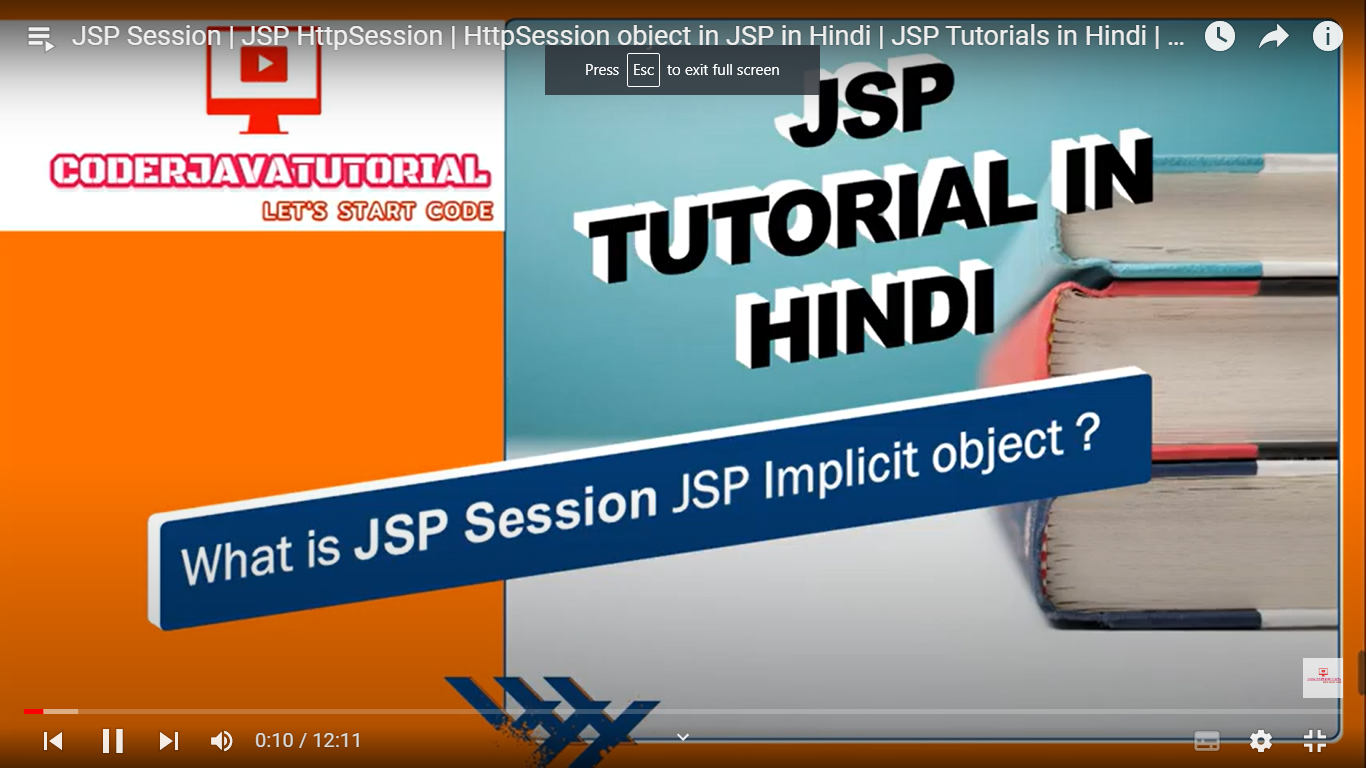 JSP Session | JSP HttpSession | HttpSession object in JSP in Hindi | JSP Tutorials in Hindi | ...
Press Esc to exit full screen
CODERJAVATUTORIAL
LET'S START CODE
JSP
TUTORIAL IN
HINDI
What is JSP Session JSP Implicit object ?
0:10 / 12:11